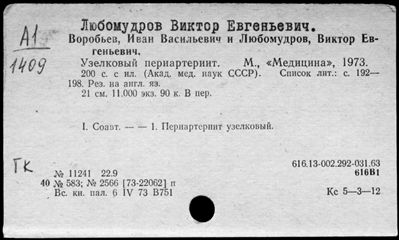 Любомудров Виктор Евгеньевич.
А1
1409
Воробьев, Иван Васильевич и Любомудров, Виктор Ев-
геньевич.
Узелковый периартериит. М., «Медицина», 1973.
200 с. с ил. (Акад. мед. наук СССР). Список лит.: с. 192—
198. Рез. на англ. яз.
21 см. 11.000 экз. 90 к. В пер.
I. Соавт. — — 1. Периартериит узелковый.
ГК
616.13-002.292-031.63
№ 11241 22.9
616В1
40 № 583; № 2566 [73-22062] п
Вс. кн. пал. 6 IV 73 В751
Кс 5—3—12